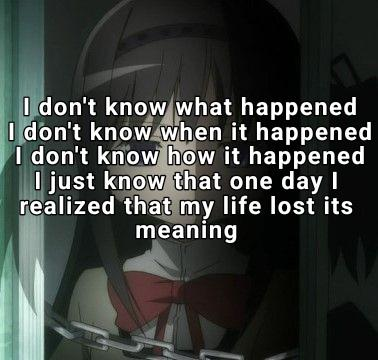 I don't know what happened
I don't know when it happened
I don't know how it happened
I just know that one day I
realized that my life lost its
meaning